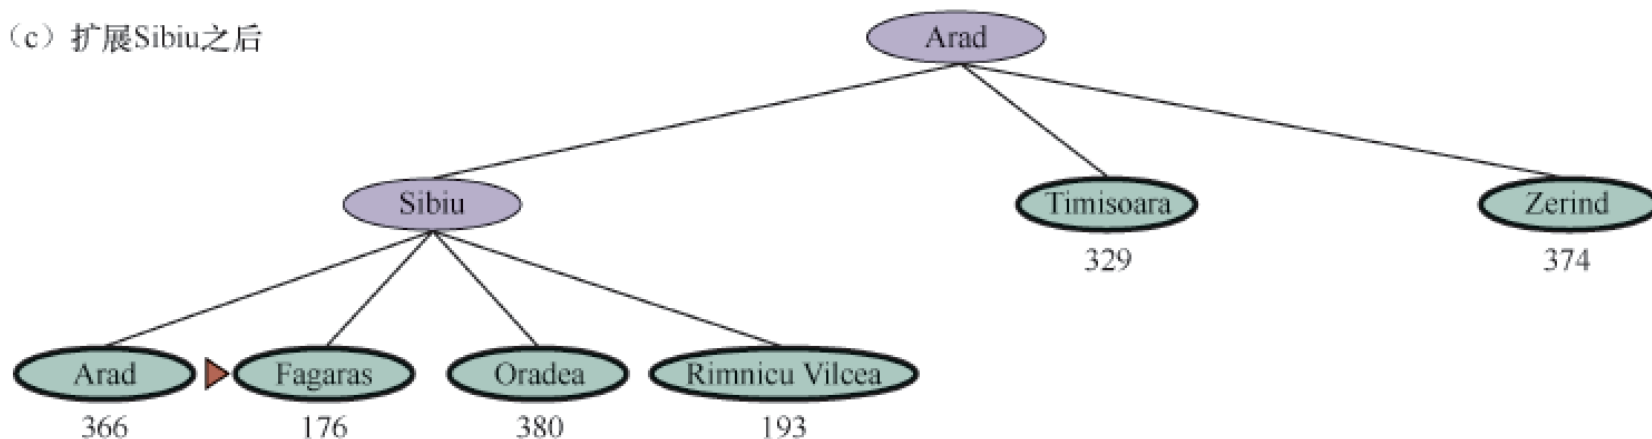 （c）扩展Sibiu之后
Arad
Sibiu
Timisoara
Zerind
329
374
Arad
Fagaras
Oradea
Rimnicu Vilcea
366
176
380
193